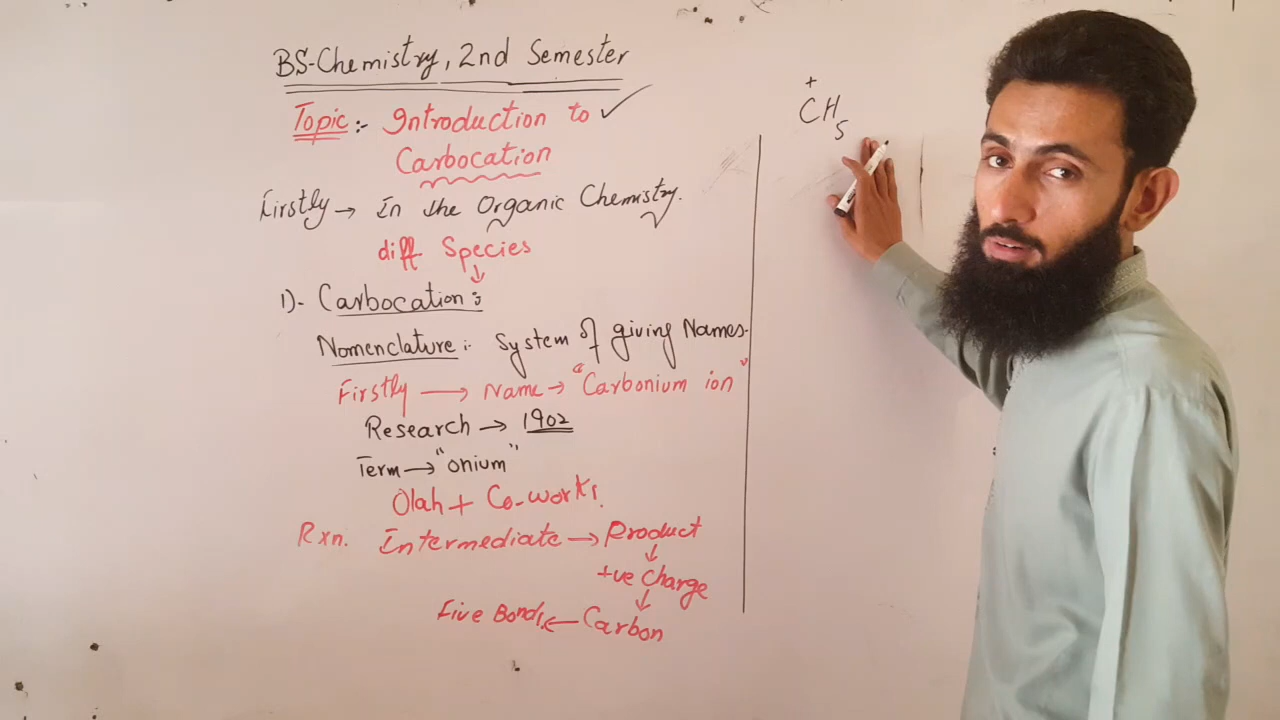 BS-Chemistry, 2nd Semester
Topic:- Introduction to ✓
Carbocation
Firstly → In the Organic Chemistry.
diff Species
↓
1)- Carbocation:
Nomenclature:- System of giving Names.
Firstly → Name → "Carbonium ion"
Research → 1902
Term → "onium"
Olah + Co-works.
Rxn. Intermediate → Product
↓
+ve Charge
↓
Five Bonds ← Carbon
+
CH5